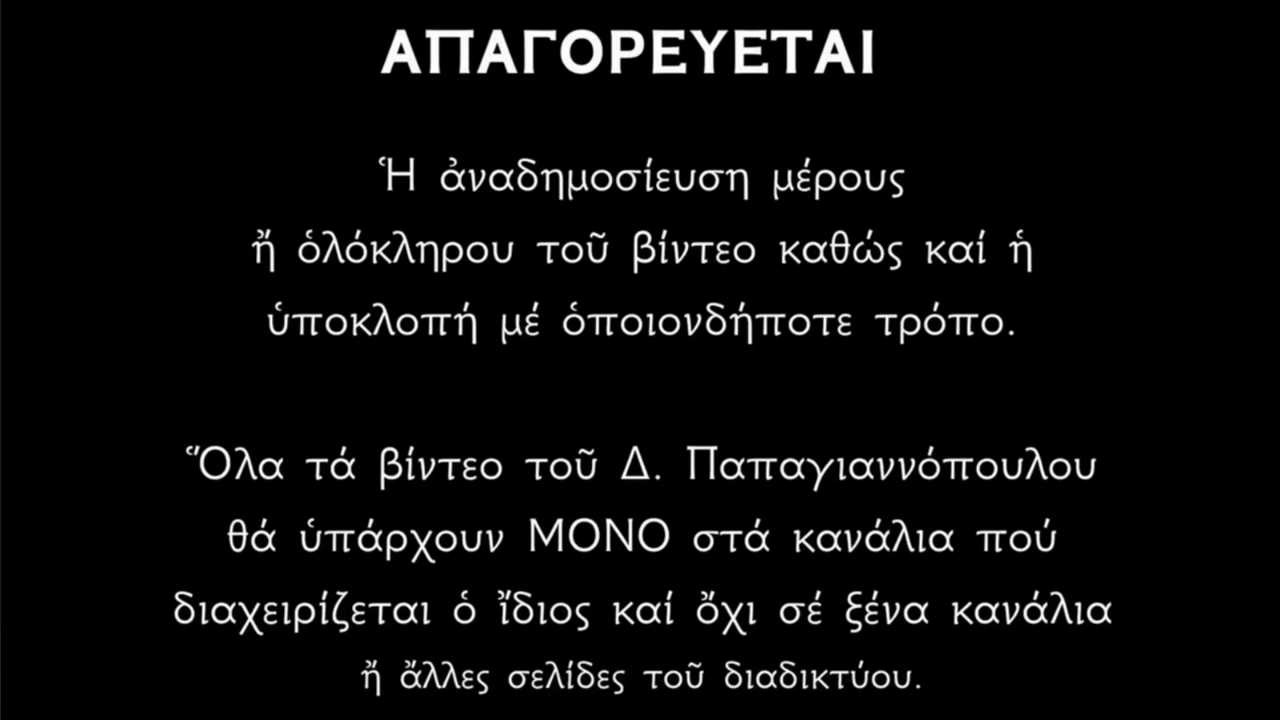 ΑΠΑΓΟΡΕΥΕΤΑΙ
Ἡ ἀναδημοσίευση μέρους
ἤ ὁλόκληρου τοῦ βίντεο καθώς καί ἡ
ὑποκλοπή μέ ὁποιονδήποτε τρόπο.
Ὅλα τά βίντεο τοῦ Δ. Παπαγιαννόπουλου
θά ὑπάρχουν ΜΟΝΟ στά κανάλια πού
διαχειρίζεται ὁ ἴδιος καί ὄχι σέ ξένα κανάλια
ἤ ἄλλες σελίδες τοῦ διαδικτύου.